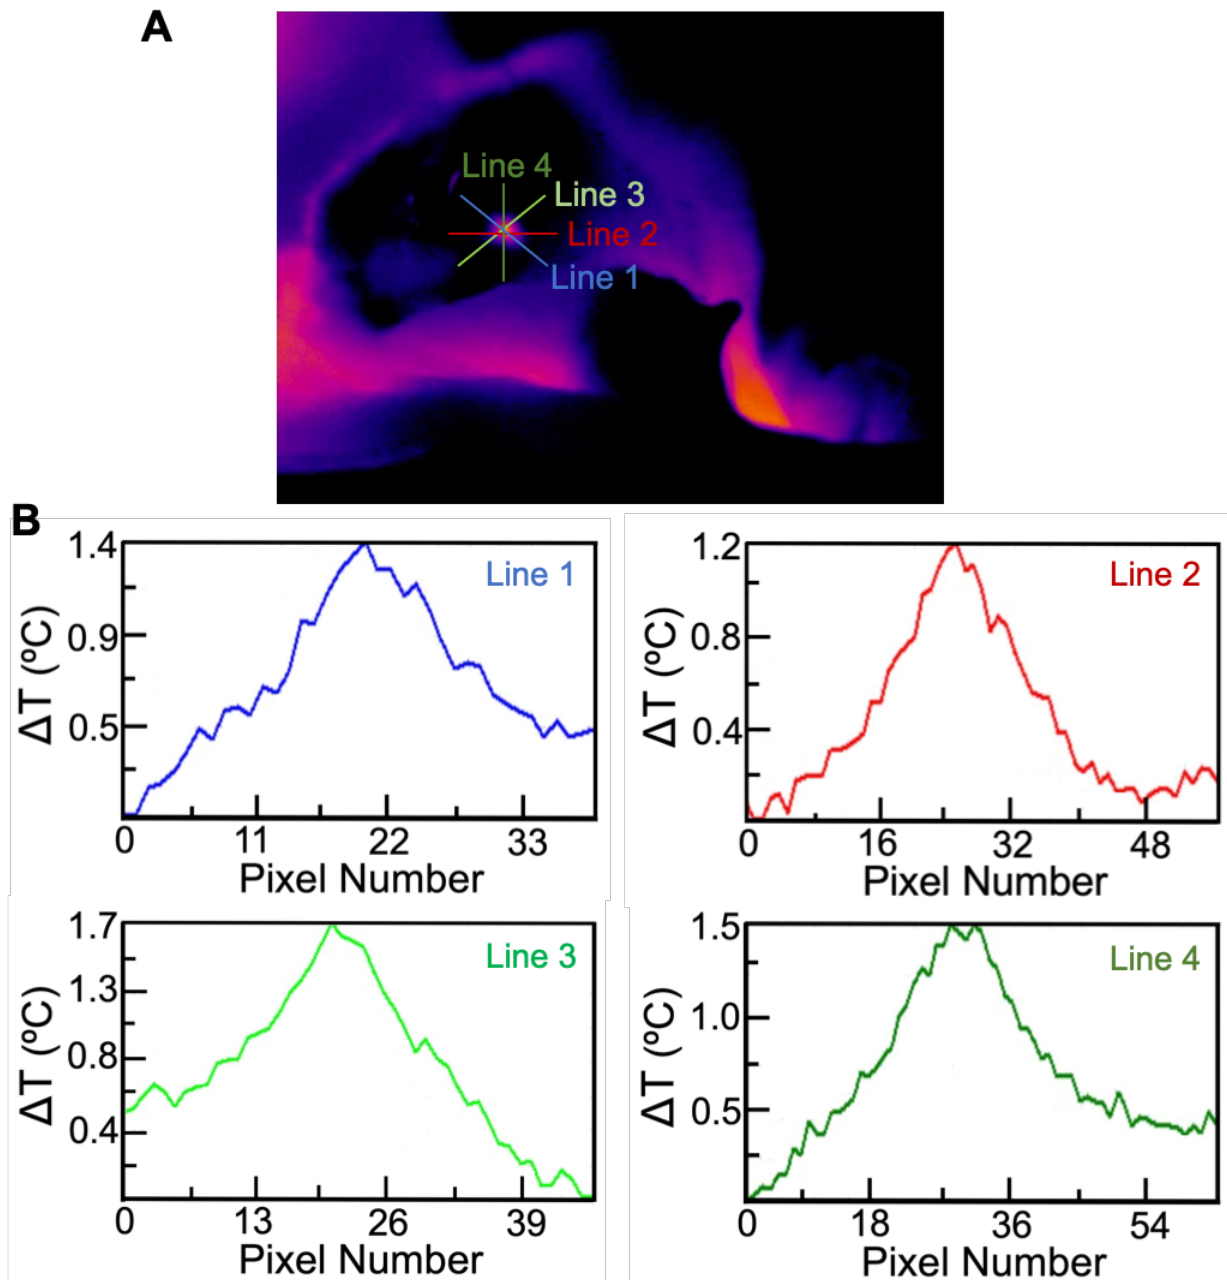 A
Line 4
Line 3
Line 2
Line 1
B
1.4
0.9
0.5
ΔT (ºC)
Line 1
0 11 22 33
Pixel Number
1.2
0.8
0.4
ΔT (ºC)
Line 2
0 16 32 48
Pixel Number
1.7
1.3
0.8
0.4
ΔT (ºC)
Line 3
0 13 26 39
Pixel Number
1.5
1.0
0.5
ΔT (ºC)
Line 4
0 18 36 54
Pixel Number